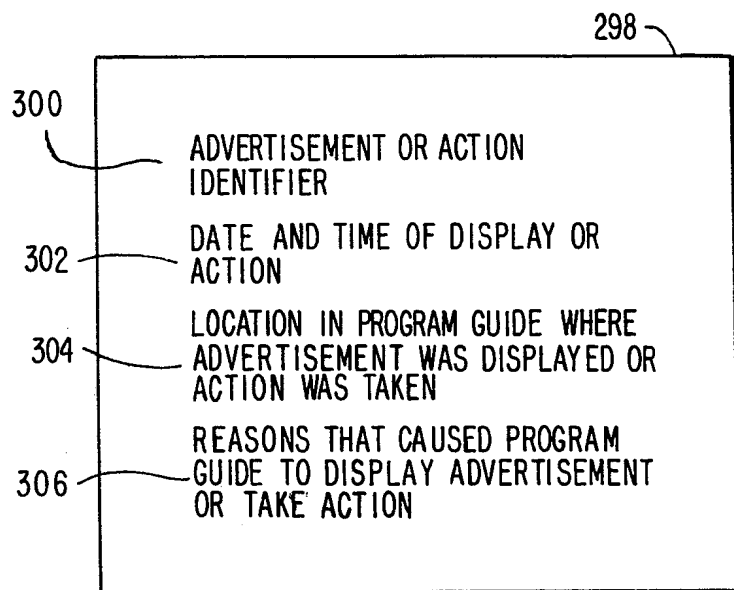 298
300
ADVERTISEMENT OR ACTION
IDENTIFIER
302
DATE AND TIME OF DISPLAY OR
ACTION
304
LOCATION IN PROGRAM GUIDE WHERE
ADVERTISEMENT WAS DISPLAYED OR
ACTION WAS TAKEN
306
REASONS THAT CAUSED PROGRAM
GUIDE TO DISPLAY ADVERTISEMENT
OR TAKE ACTION